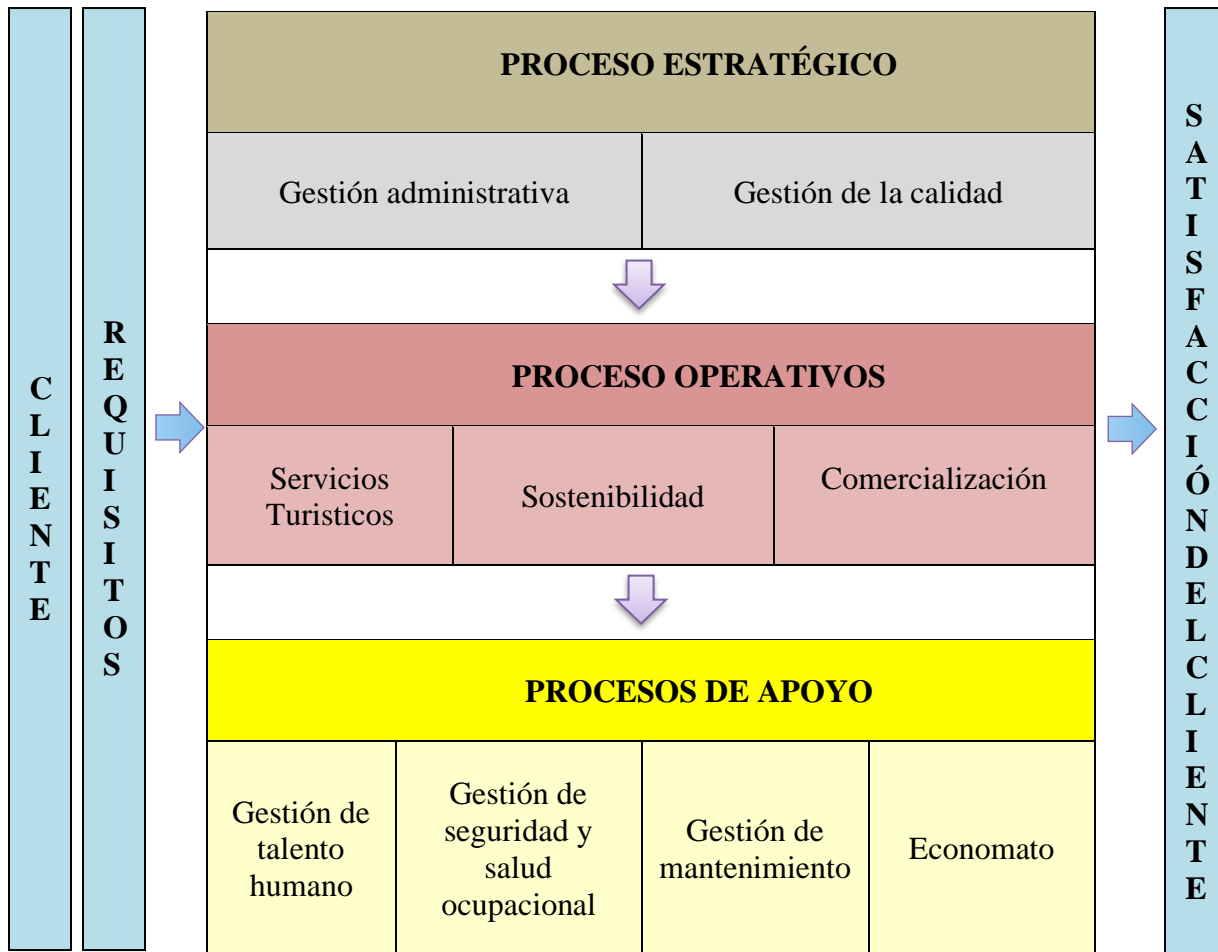 CLIENTE
REQUISITOS
PROCESO ESTRATÉGICO
Gestión administrativa
Gestión de la calidad
PROCESO OPERATIVOS
Servicios
Turisticos
Sostenibilidad
Comercialización
PROCESOS DE APOYO
Gestión de
talento
humano
Gestión de
seguridad y
salud
ocupacional
Gestión de
mantenimiento
Economato
SATISFACCIÓNDELCLIENTE